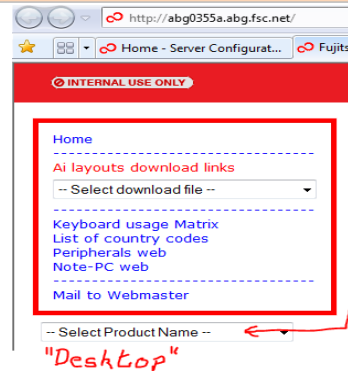 http://abg0355a.abg.fsc.net/
Home - Server Configurat...
Fujits
INTERNAL USE ONLY
Home
Ai layouts download links
-- Select download file --
Keyboard usage Matrix
List of country codes
Peripherals web
Note-PC web
Mail to Webmaster
-- Select Product Name --
"Desktop"